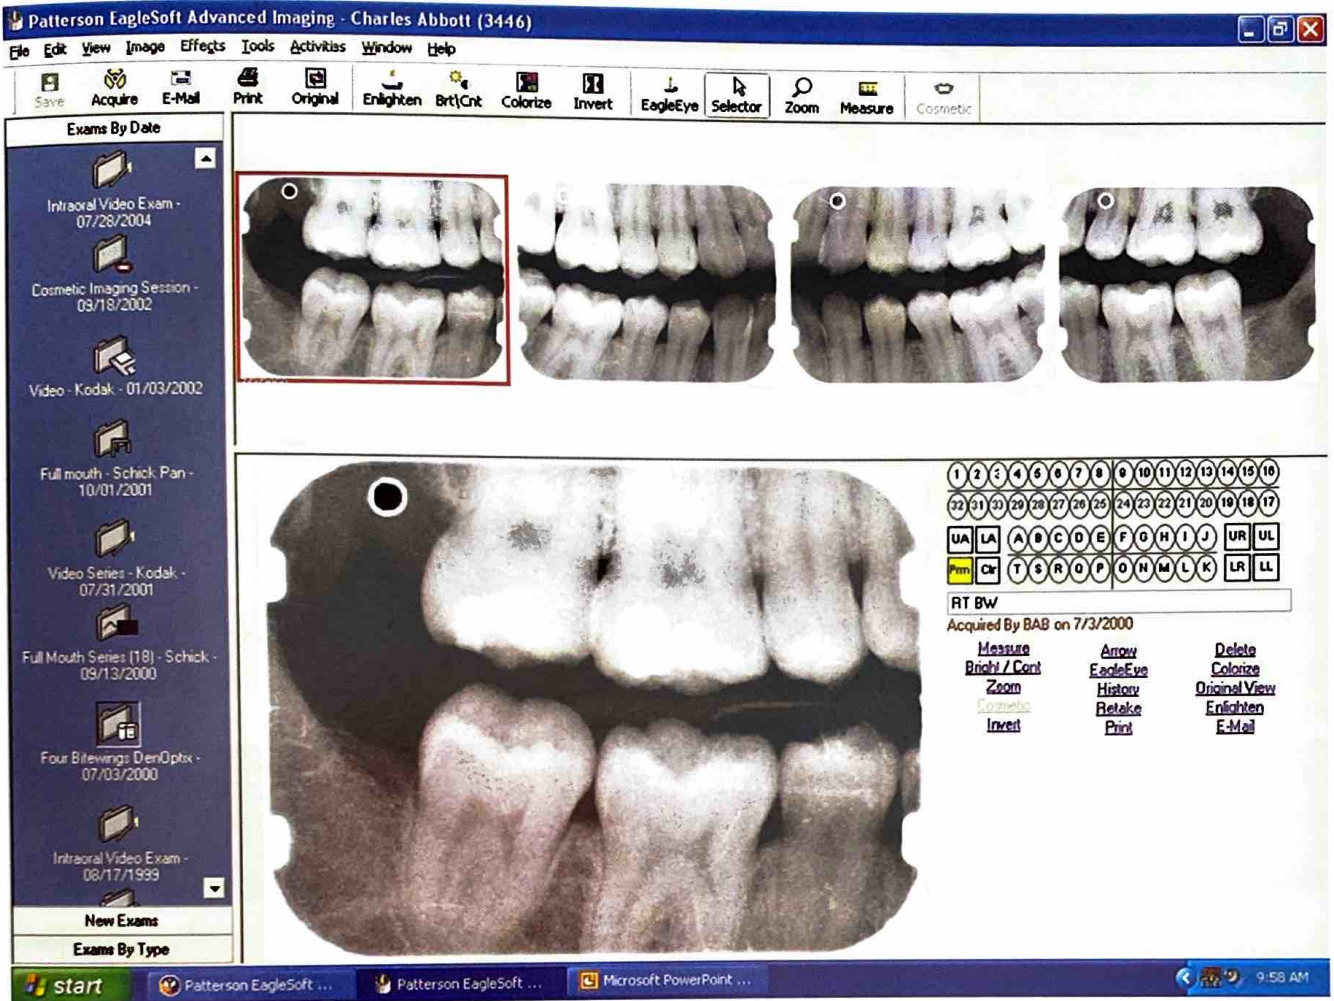 Patterson EagleSoft Advanced Imaging - Charles Abbott (3446)
File Edit View Image Effects Tools Activities Window Help
Save Acquire E-Mail Print Original Enlighten Brt\Cnt Colorize Invert EagleEye Selector Zoom Measure Cosmetic
Exams By Date
Intraoral Video Exam -
07/28/2004
Cosmetic Imaging Session -
09/18/2002
Video - Kodak - 01/03/2002
Full mouth - Schick Pan -
10/01/2001
Video Series - Kodak -
07/31/2001
Full Mouth Series (18) - Schick -
09/13/2000
Four Bitewings DenOptix -
07/03/2000
Intraoral Video Exam -
08/17/1999
New Exams
Exams By Type
1 2 3 4 5 6 7 8 9 10 11 12 13 14 15 16
32 31 30 29 28 27 26 25 24 23 22 21 20 19 18 17
UA LA A B C D E F G H I J UR UL
Prm Clr T S R Q P O N M L K LR LL
RT BW
Acquired By BAB on 7/3/2000
Measure Arrow Delete
Bright / Cont EagleEye Colorize
Zoom History Original View
Cosmetic Retake Enlighten
Invert Print E-Mail
start Patterson EagleSoft ... Patterson EagleSoft ... Microsoft PowerPoint ... 9:58 AM